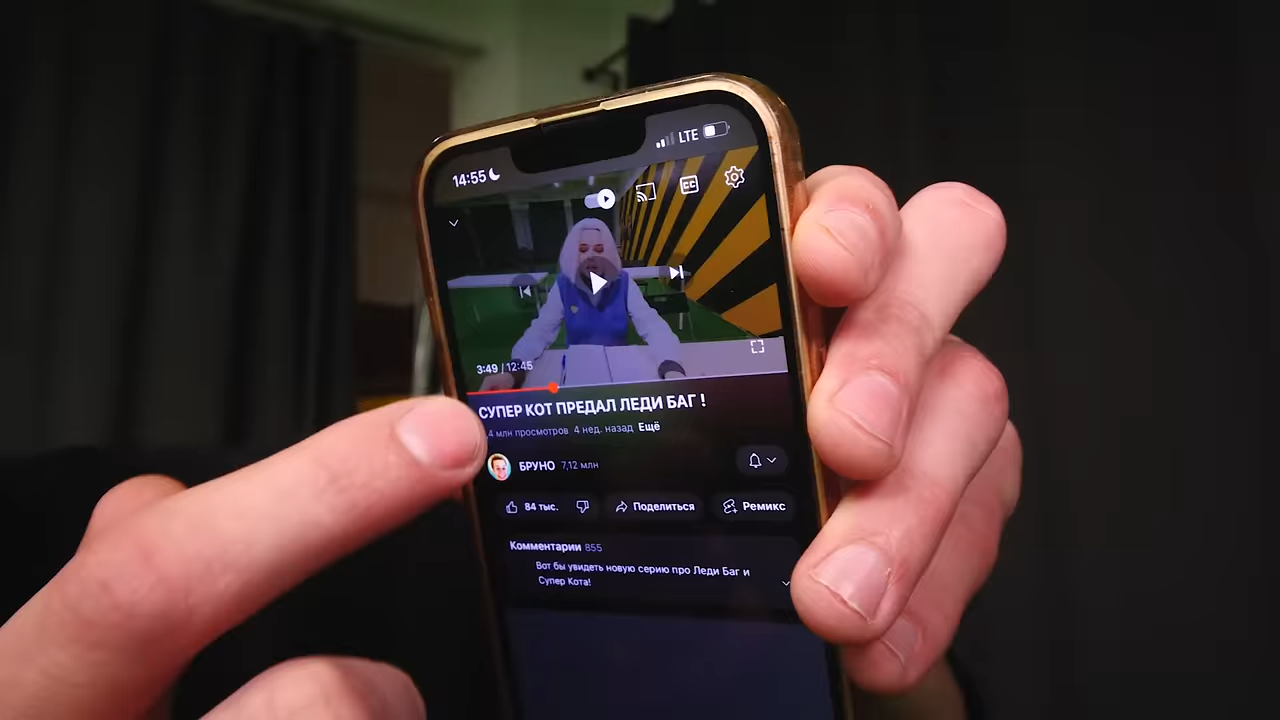 14:55
LTE
CC
3:49 / 12:45
СУПЕР КОТ ПРЕДАЛ ЛЕДИ БАГ !
4 млн просмотров 4 нед. назад Ещё
БРУНО 7,12 млн
84 тыс. Поделиться Ремикс
Комментарии 855
Вот бы увидеть новую серию про Леди Баг и
Супер Кота!